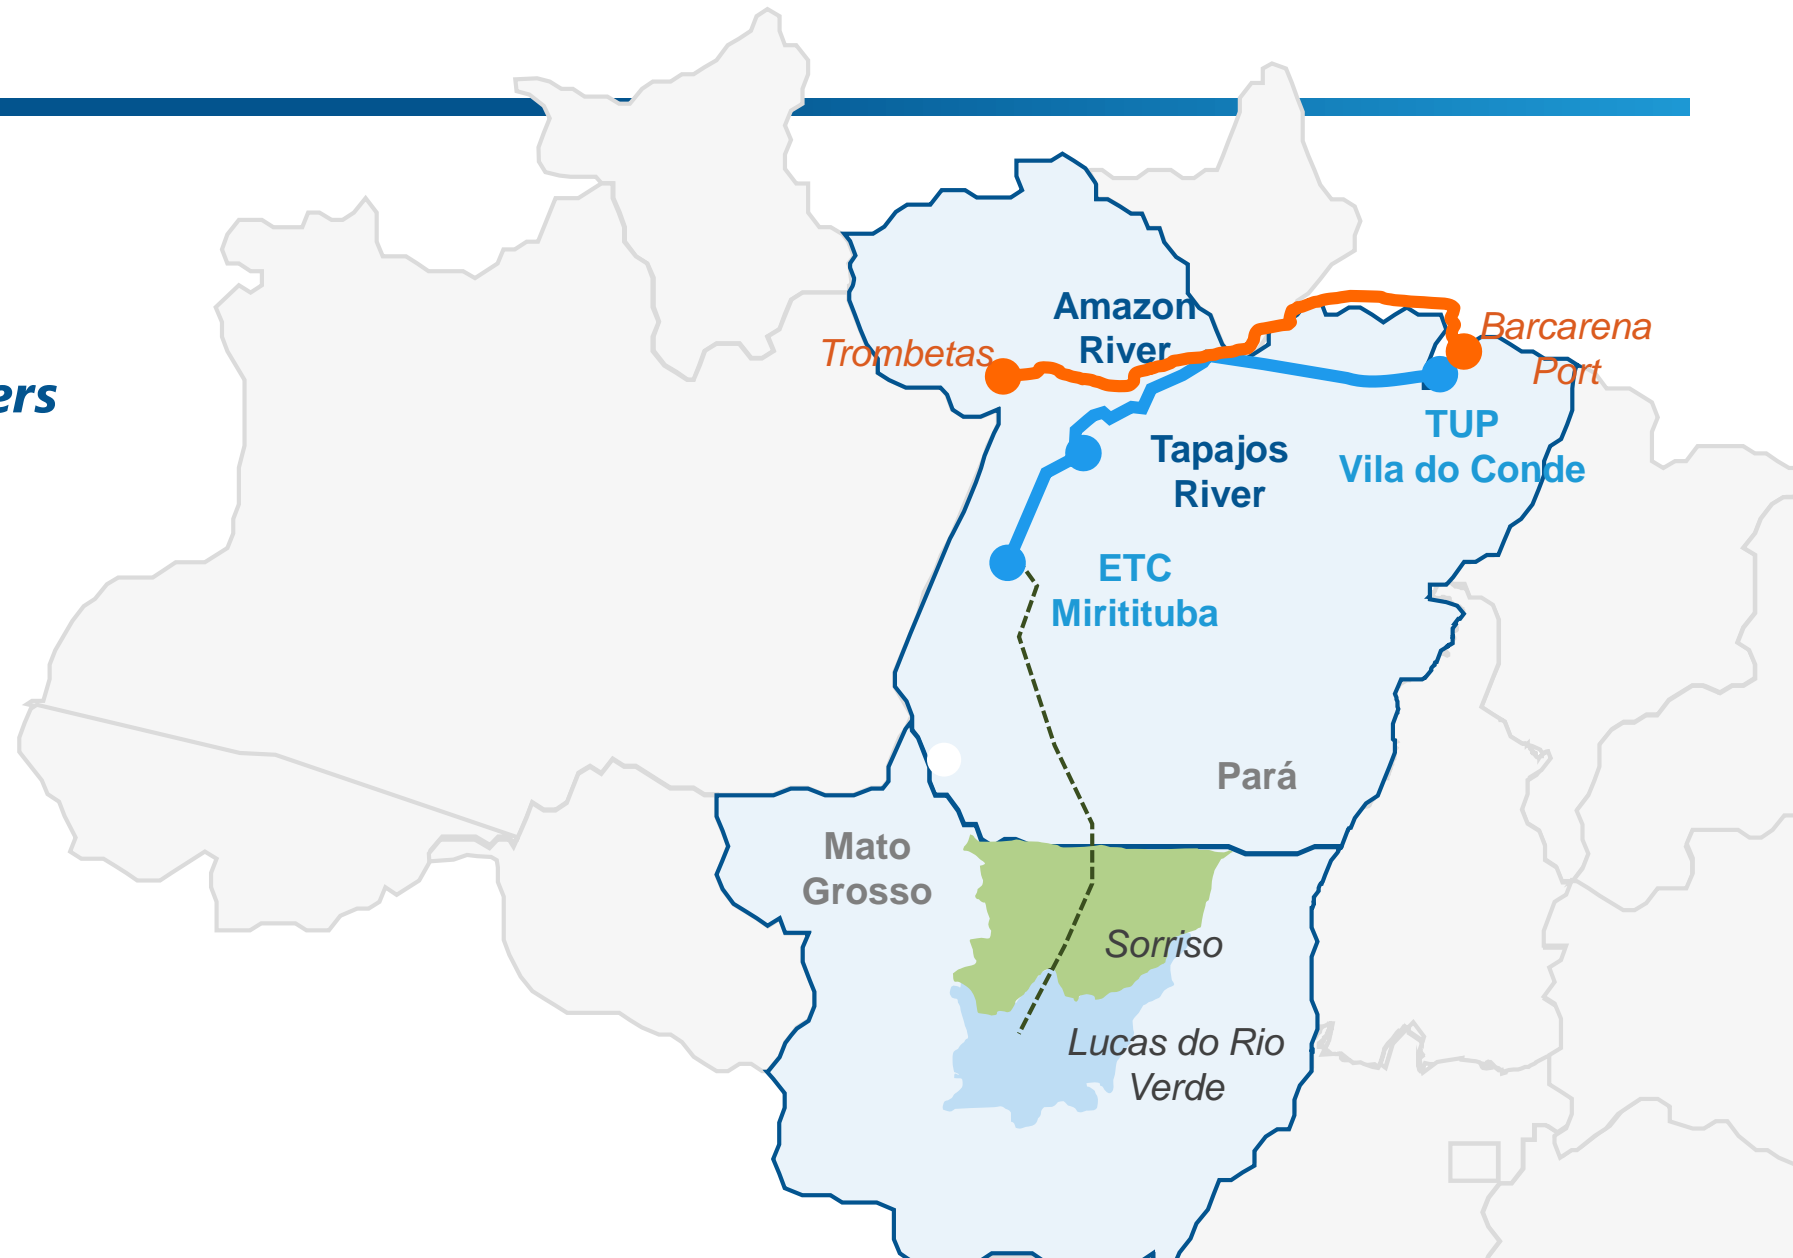 Amazon
River
Trombetas
Barcarena
Port
ers
TUP
Vila do Conde
Tapajos
River
ETC
Miritituba
Pará
Mato
Grosso
Sorriso
Lucas do Rio
Verde